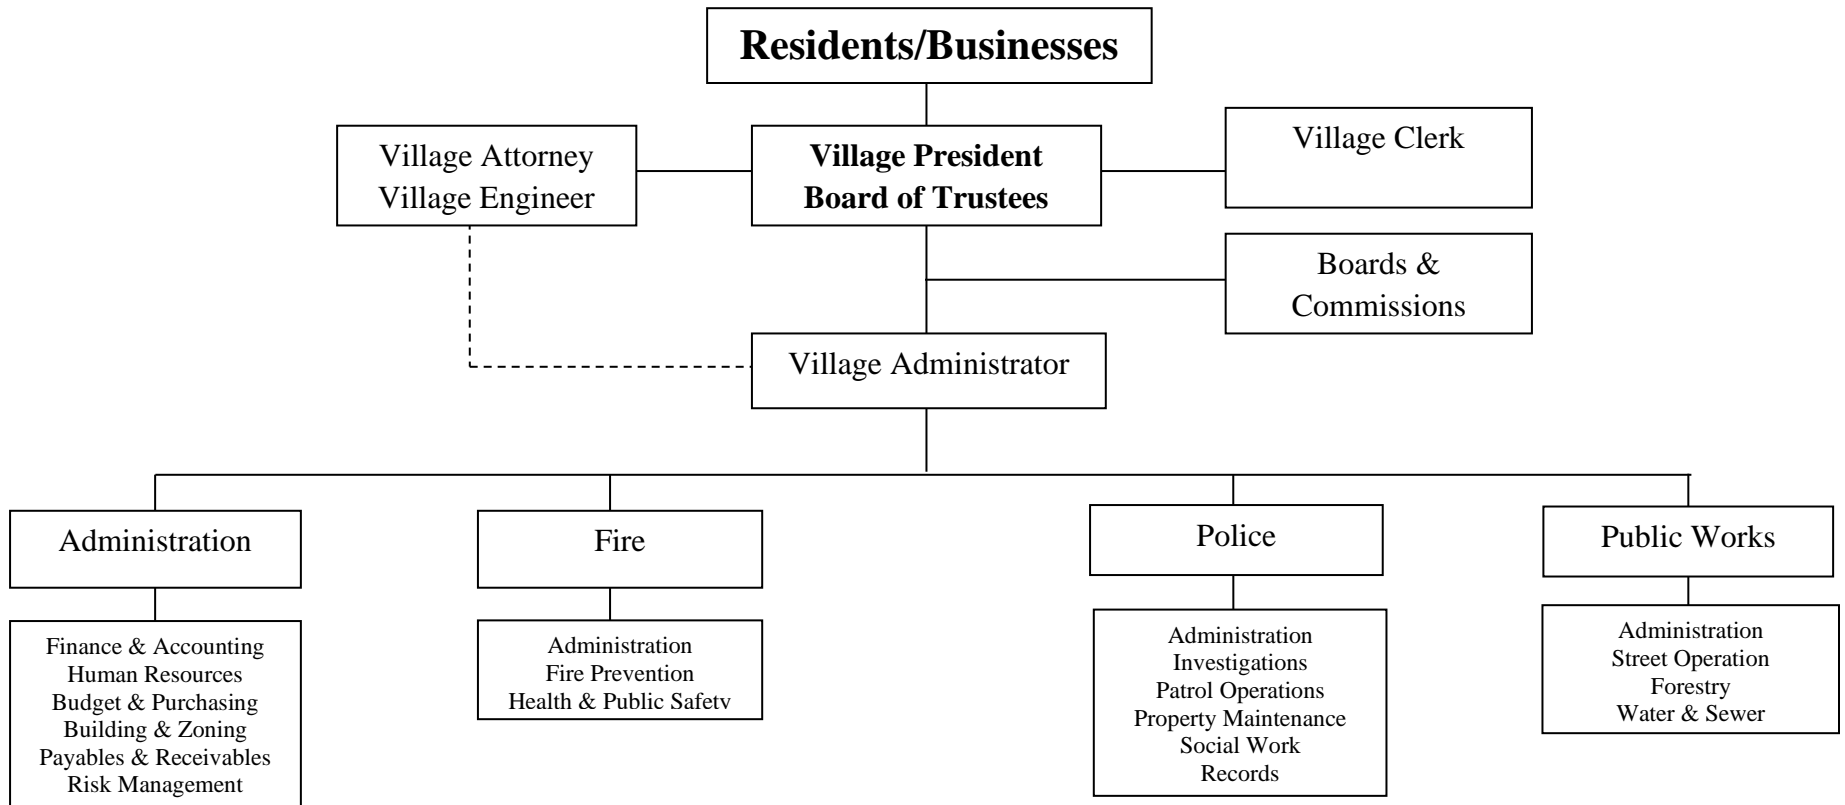 Residents/Businesses
Village Attorney
Village Engineer
Village President
Board of Trustees
Village Clerk
Boards &
Commissions
Village Administrator
Administration
Fire
Police
Public Works
Finance & Accounting
Human Resources
Budget & Purchasing
Building & Zoning
Payables & Receivables
Risk Management
Administration
Fire Prevention
Health & Public Safety
Administration
Investigations
Patrol Operations
Property Maintenance
Social Work
Records
Administration
Street Operation
Forestry
Water & Sewer